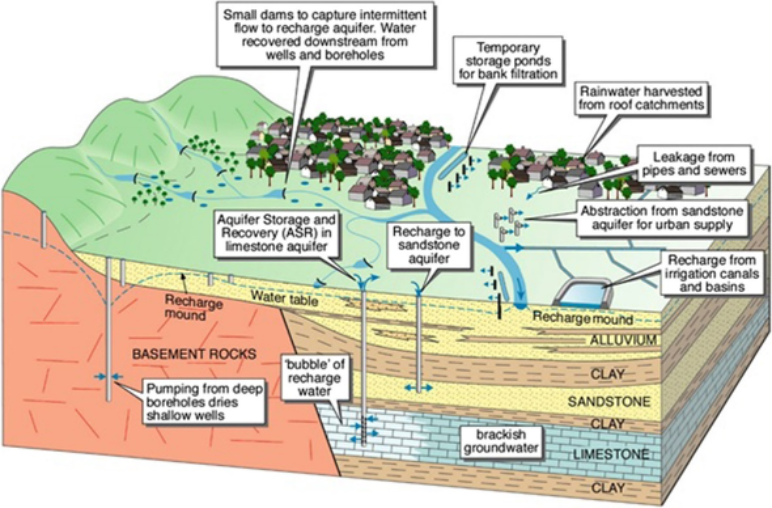 Small dams to capture intermittent
flow to recharge aquifer. Water
recovered downstream from
wells and boreholes
Temporary
storage ponds
for bank filtration
Rainwater harvested
from roof catchments
Leakage from
pipes and sewers
Aquifer Storage and
Recovery (ASR) in
limestone aquifer
Recharge to
sandstone
aquifer
Abstraction from sandstone
aquifer for urban supply
Recharge from
irrigation canals
and basins
Recharge
mound
Water table
Recharge mound
ALLUVIUM
BASEMENT ROCKS
'bubble' of
recharge
water
CLAY
Pumping from deep
boreholes dries
shallow wells
SANDSTONE
CLAY
brackish
groundwater
LIMESTONE
CLAY